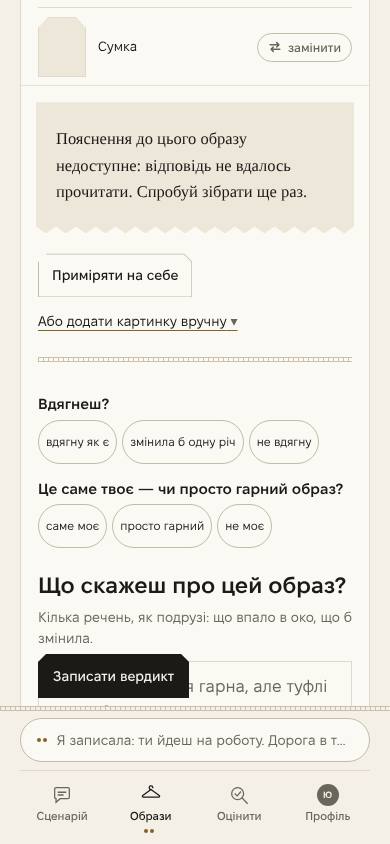 Сумка
замінити
Пояснення до цього образу
недоступне: відповідь не вдалось
прочитати. Спробуй зібрати ще раз.
Приміряти на себе
Або додати картинку вручну ▾
Вдягнеш?
вдягну як є
змінила б одну річ
не вдягну
Це саме твоє — чи просто гарний образ?
саме моє
просто гарний
не моє
Що скажеш про цей образ?
Кілька речень, як подрузі: що впало в око, що б
змінила.
Записати вердикт
гарна, але туфлі
Я записала: ти йдеш на роботу. Дорога в т...
Сценарій
Образи
Оцінити
Ю
Профіль